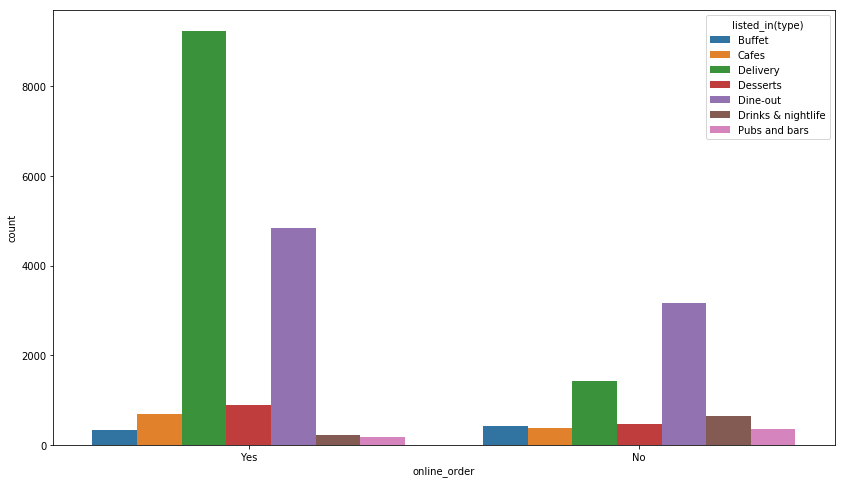 listed_in(type)
Buffet
Cafes
Delivery
Desserts
Dine-out
Drinks & nightlife
Pubs and bars
8000
6000
4000
2000
0
count
Yes
No
online_order